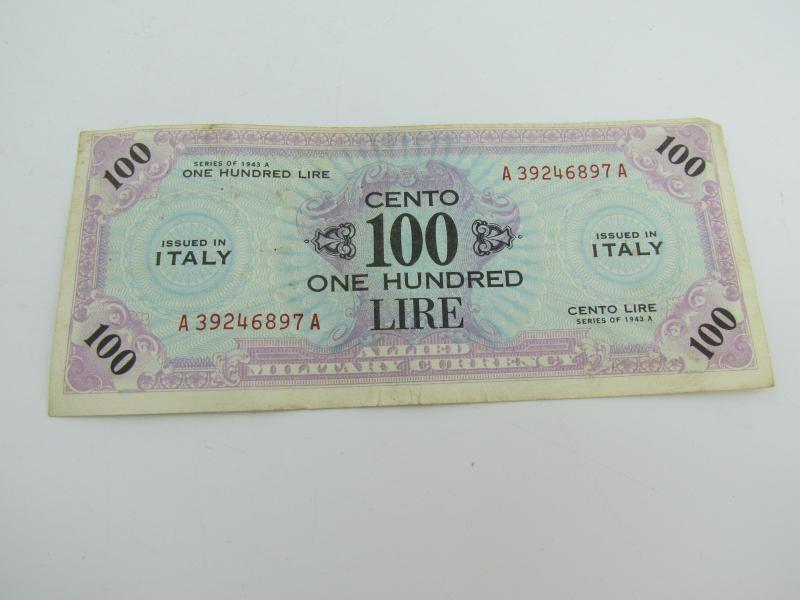 100
SERIES OF 1943 A
ONE HUNDRED LIRE
A 39246897 A
100
ISSUED IN
ITALY
CENTO
100
ONE HUNDRED
LIRE
ISSUED IN
ITALY
100
A 39246897 A
CENTO LIRE
SERIES OF 1943 A
100
ALLIED
MILITARY CURRENCY